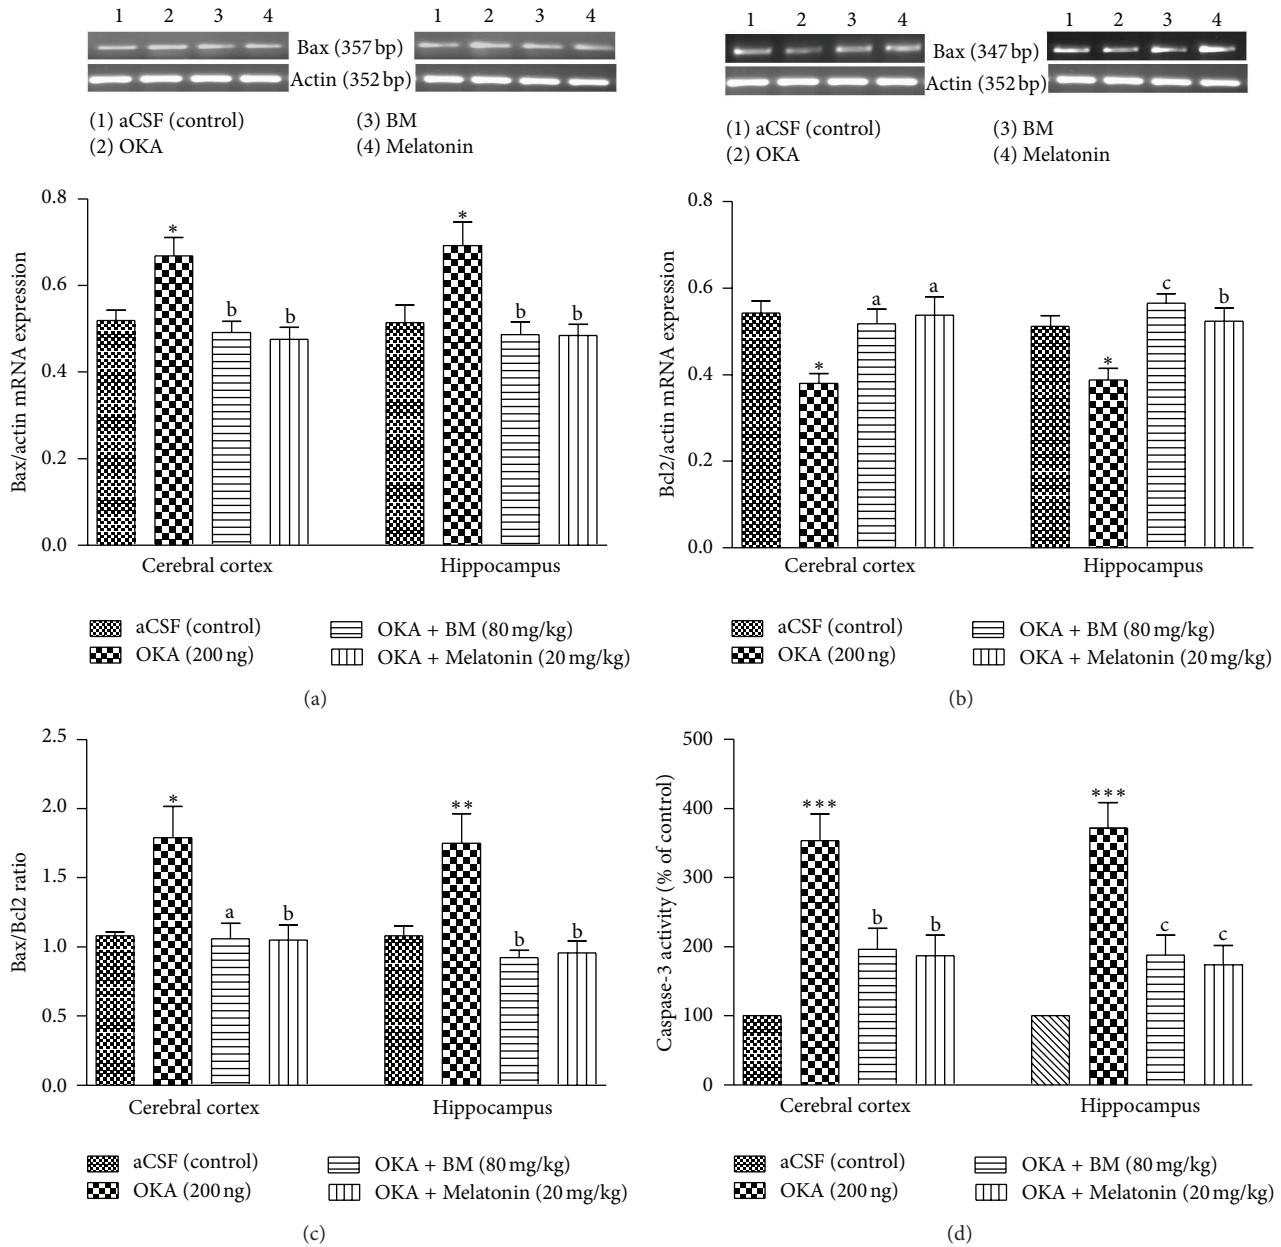 1 2 3 4 1 2 3 4
Bax (357 bp)
Actin (352 bp)
(1) aCSF (control) (3) BM
(2) OKA (4) Melatonin
0.8
0.6
0.4
0.2
0.0
Bax/actin mRNA expression
* b b * b b
Cerebral cortex Hippocampus
aCSF (control) OKA + BM (80 mg/kg)
OKA (200 ng) OKA + Melatonin (20 mg/kg)
(a)
1 2 3 4 1 2 3 4
Bax (347 bp)
Actin (352 bp)
(1) aCSF (control) (3) BM
(2) OKA (4) Melatonin
0.8
0.6
0.4
0.2
0.0
Bcl2/actin mRNA expression
* a a * c b
Cerebral cortex Hippocampus
aCSF (control) OKA + BM (80 mg/kg)
OKA (200 ng) OKA + Melatonin (20 mg/kg)
(b)
2.5
2.0
1.5
1.0
0.5
0.0
Bax/Bcl2 ratio
* a b ** b b
Cerebral cortex Hippocampus
aCSF (control) OKA + BM (80 mg/kg)
OKA (200 ng) OKA + Melatonin (20 mg/kg)
(c)
500
400
300
200
100
0
Caspase-3 activity (% of control)
*** b b *** c c
Cerebral cortex Hippocampus
aCSF (control) OKA + BM (80 mg/kg)
OKA (200 ng) OKA + Melatonin (20 mg/kg)
(d)